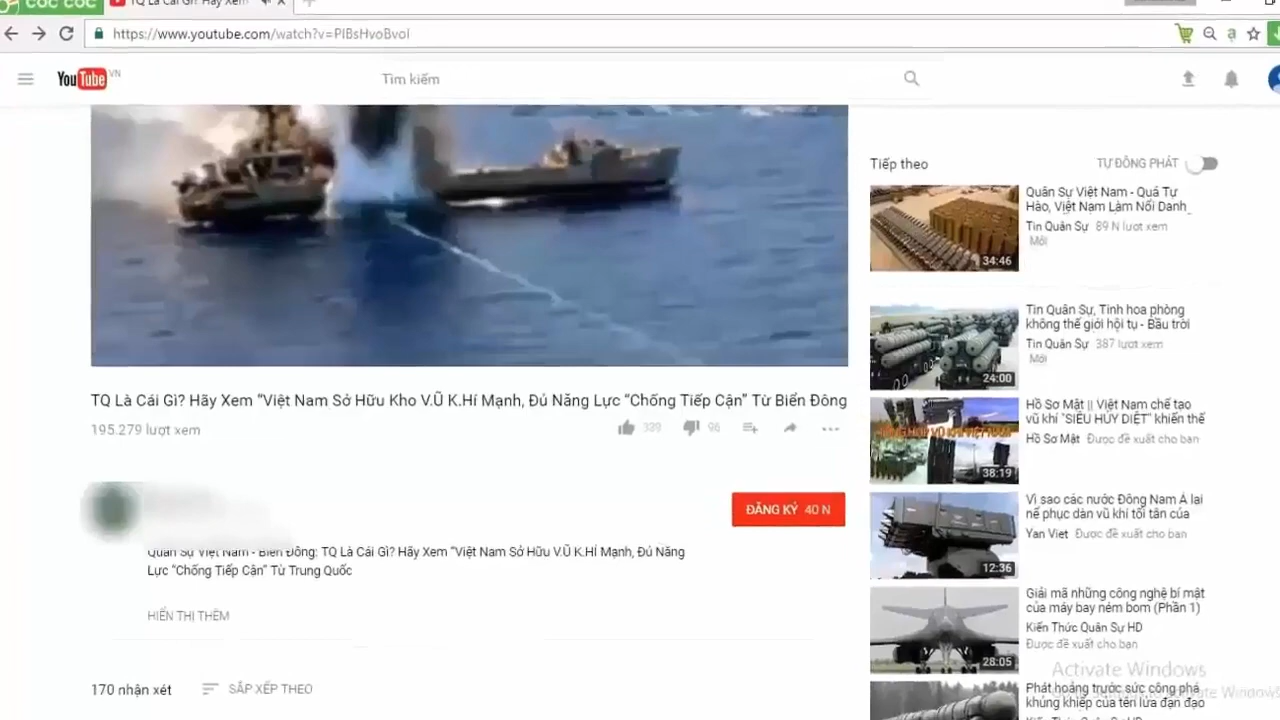 CỐC CỐC
TQ Là Cái Gì? Hãy Xem
https://www.youtube.com/watch?v=PlBsHvoBvoI
YouTube VN
Tìm kiếm
Tiếp theo
TỰ ĐỘNG PHÁT
Quân Sự Việt Nam - Quá Tự
Hào, Việt Nam Làm Nổi Danh
Tin Quân Sự 89 N lượt xem
Mới
34:46
Tin Quân Sự, Tinh hoa phòng
không thế giới hội tụ - Bầu trời
Tin Quân Sự 387 lượt xem
Mới
24:00
Hồ Sơ Mật || Việt Nam chế tạo
vũ khí `SIÊU HỦY DIỆT` khiến thế
Hồ Sơ Mật Được đề xuất cho bạn
38:19
Vì sao các nước Đông Nam Á lại
nể phục dàn vũ khí tối tân của
Yan Viet Được đề xuất cho bạn
12:36
Giải mã những công nghệ bí mật
của máy bay ném bom (Phần 1)
Kiến Thức Quân Sự HD
Được đề xuất cho bạn
28:05
Phát hoảng trước sức công phá
khủng khiếp của tên lửa đạn đạo
Activate Windows
TQ Là Cái Gì? Hãy Xem “Việt Nam Sở Hữu Kho V.Ũ K.Hí Mạnh, Đủ Năng Lực “Chống Tiếp Cận” Từ Biển Đông
195.279 lượt xem
339 96
ĐĂNG KÝ 40 N
Quân Sự Việt Nam - Biển Đông: TQ Là Cái Gì? Hãy Xem “Việt Nam Sở Hữu V.Ũ K.Hí Mạnh, Đủ Năng
Lực “Chống Tiếp Cận” Từ Trung Quốc
HIỂN THỊ THÊM
170 nhận xét
SẮP XẾP THEO